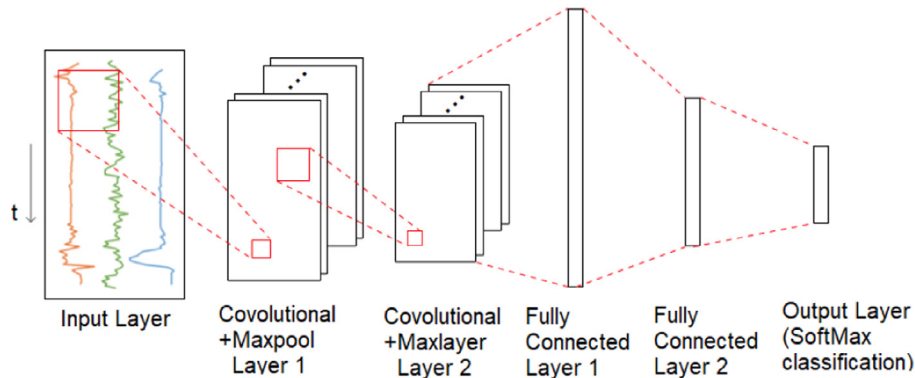 t
Input Layer
Covolutional
+Maxpool
Layer 1
Covolutional
+Maxlayer
Layer 2
Fully
Connected
Layer 1
Fully
Connected
Layer 2
Output Layer
(SoftMax
classification)